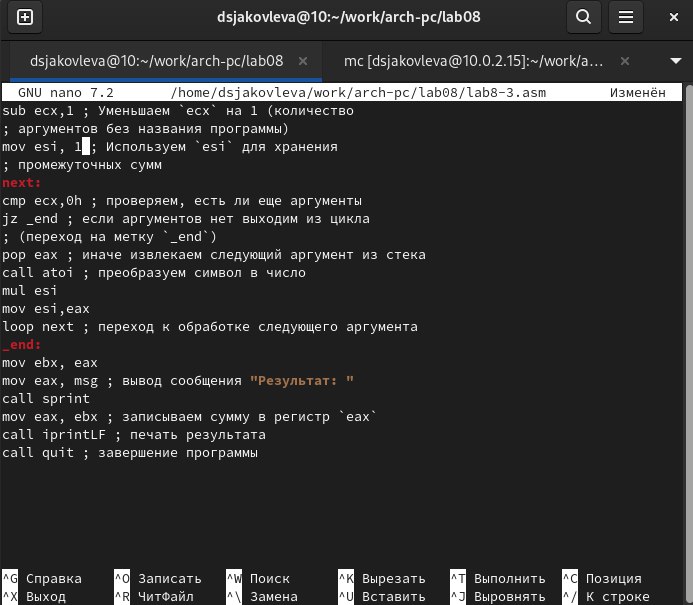 dsjakovleva@10:~/work/arch-pc/lab08
dsjakovleva@10:~/work/arch-pc/lab08 × mc [dsjakovleva@10.0.2.15]:~/work/a… ×
GNU nano 7.2 /home/dsjakovleva/work/arch-pc/lab08/lab8-3.asm Изменён
sub ecx,1 ; Уменьшаем `ecx` на 1 (количество
; аргументов без названия программы)
mov esi, 1 ; Используем `esi` для хранения
; промежуточных сумм
next:
cmp ecx,0h ; проверяем, есть ли еще аргументы
jz _end ; если аргументов нет выходим из цикла
; (переход на метку `_end`)
pop eax ; иначе извлекаем следующий аргумент из стека
call atoi ; преобразуем символ в число
mul esi
mov esi,eax
loop next ; переход к обработке следующего аргумента
_end:
mov ebx, eax
mov eax, msg ; вывод сообщения "Результат: "
call sprint
mov eax, ebx ; записываем сумму в регистр `eax`
call iprintLF ; печать результата
call quit ; завершение программы
^G Справка ^O Записать ^W Поиск ^K Вырезать ^T Выполнить ^C Позиция
^X Выход ^R ЧитФайл ^\ Замена ^U Вставить ^J Выровнять ^/ К строке